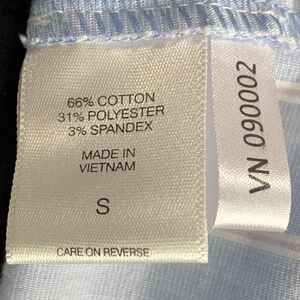 66% COTTON
31% POLYESTER
3% SPANDEX
MADE IN
VIETNAM
S
CARE ON REVERSE
VN 090002